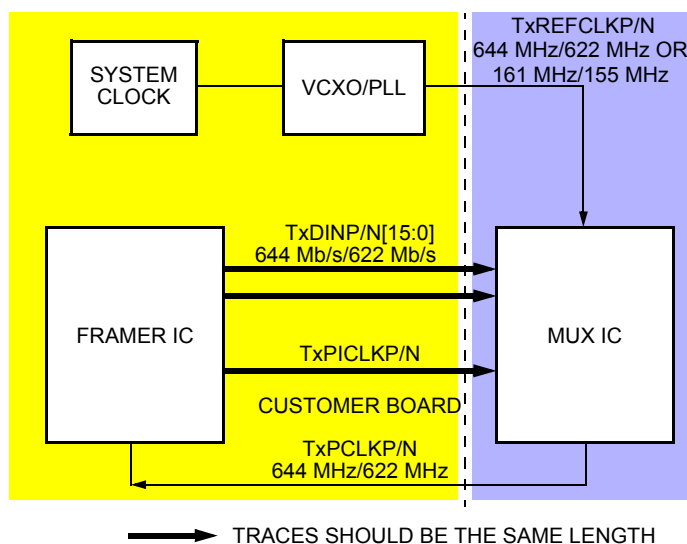 TxREFCLKP/N
644 MHz/622 MHz OR
161 MHz/155 MHz
SYSTEM
CLOCK
VCXO/PLL
TxDINP/N[15:0]
644 Mb/s/622 Mb/s
FRAMER IC
MUX IC
TxPICLKP/N
CUSTOMER BOARD
TxPCLKP/N
644 MHz/622 MHz
TRACES SHOULD BE THE SAME LENGTH